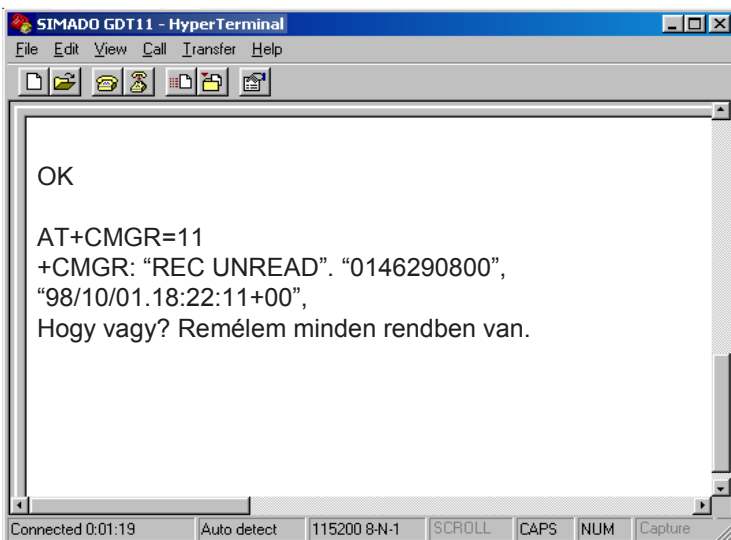 SIMADO GDT11 - HyperTerminal
File Edit View Call Transfer Help
OK
AT+CMGR=11
+CMGR: “REC UNREAD”. “0146290800”,
“98/10/01.18:22:11+00”,
Hogy vagy? Remélem minden rendben van.
Connected 0:01:19 Auto detect 115200 8-N-1 SCROLL CAPS NUM Capture